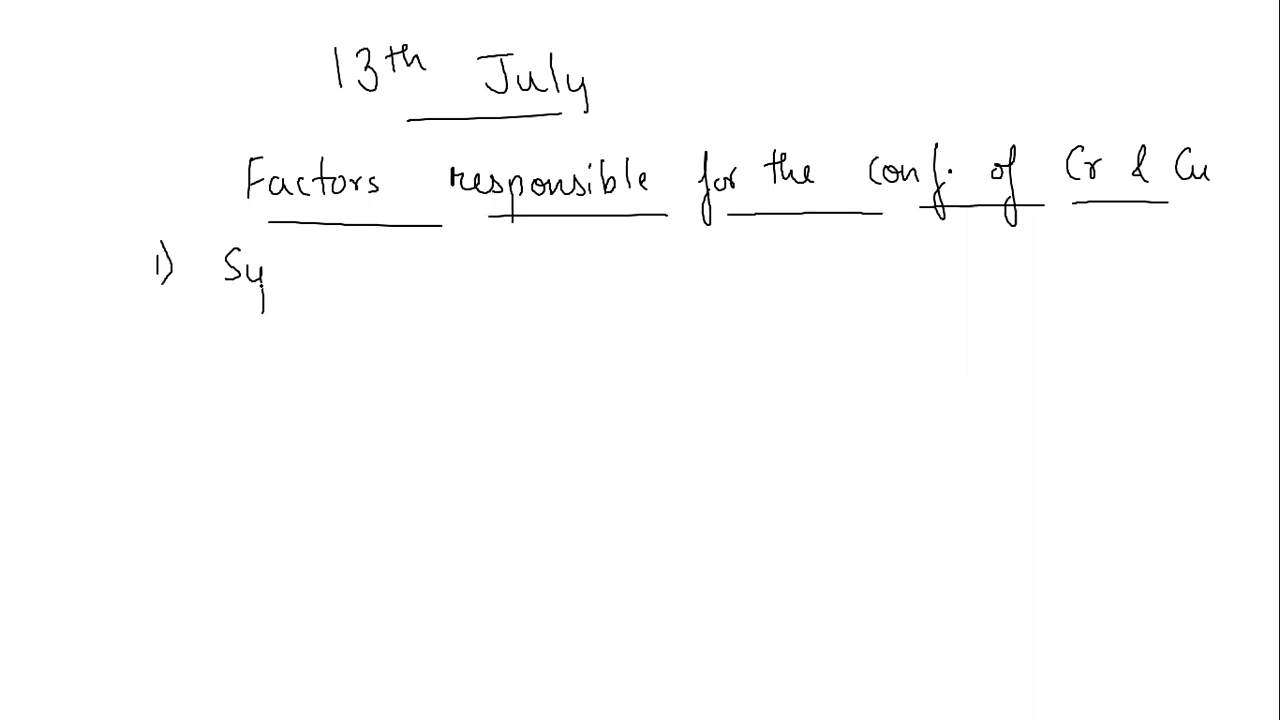 13th July
Factors responsible for the conf. of Cr & Cu
1) Sy